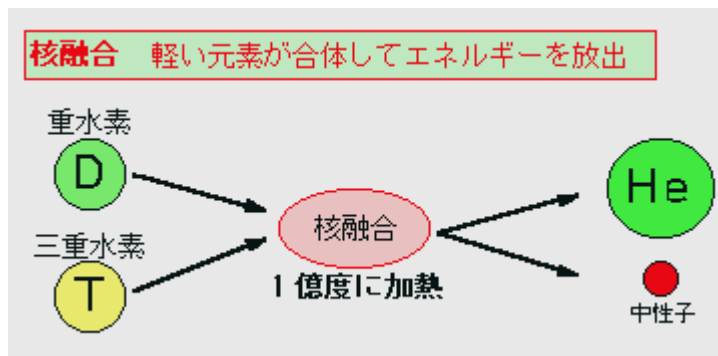 核融合 軽い元素が合体してエネルギーを放出
重水素
D
三重水素
T
核融合
1億度に加熱
He
中性子